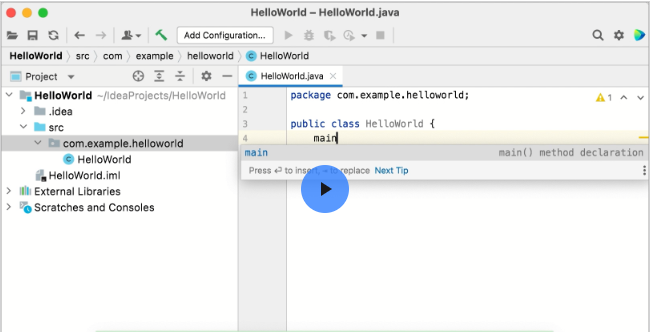 HelloWorld – HelloWorld.java
Add Configuration...
HelloWorld src com example helloworld HelloWorld
Project
HelloWorld.java
HelloWorld ~/IdeaProjects/HelloWorld
.idea
src
com.example.helloworld
HelloWorld
HelloWorld.iml
External Libraries
Scratches and Consoles
1 package com.example.helloworld;
1
2
3 public class HelloWorld {
4 main
main main() method declaration
Press ⏎ to insert, to replace Next Tip